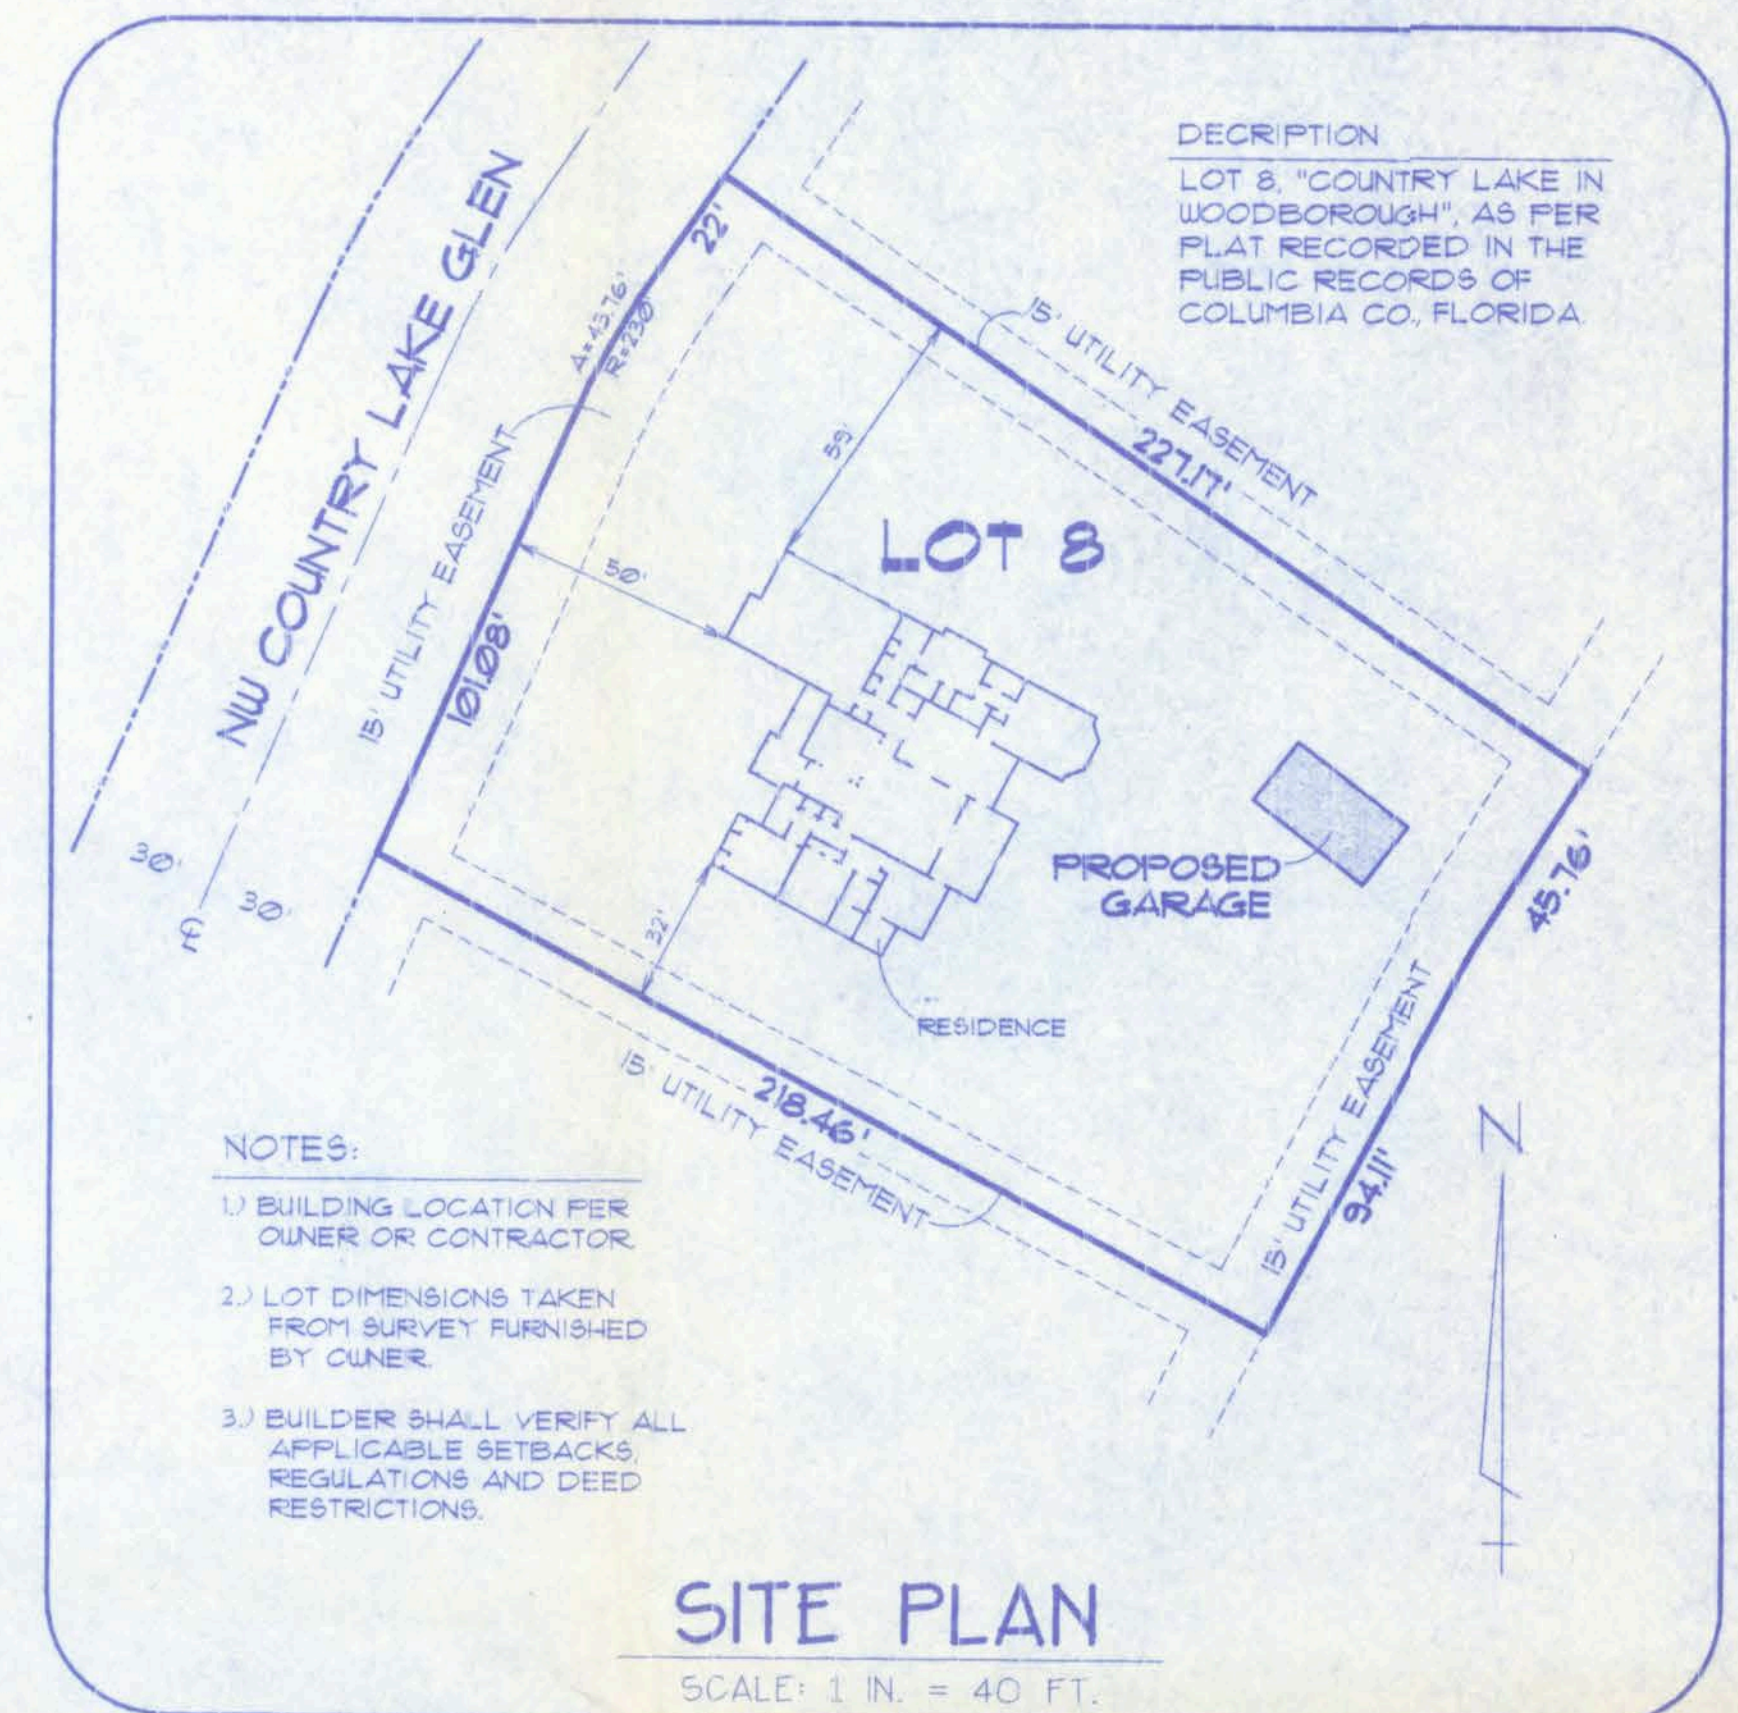 DECRIPTION
LOT 8, "COUNTRY LAKE IN
WOODBOROUGH", AS PER
PLAT RECORDED IN THE
PUBLIC RECORDS OF
COLUMBIA CO., FLORIDA.
NW COUNTRY LAKE GLEN
22'
A=43.76'
R=230'
15' UTILITY EASEMENT
101.08'
15' UTILITY EASEMENT
227.17'
59'
50'
LOT 8
PROPOSED
GARAGE
45.76'
30'
30'
32'
RESIDENCE
15' UTILITY EASEMENT
218.46'
15' UTILITY EASEMENT
94.11'
N
NOTES:
1.) BUILDING LOCATION PER
OWNER OR CONTRACTOR.
2.) LOT DIMENSIONS TAKEN
FROM SURVEY FURNISHED
BY OWNER.
3.) BUILDER SHALL VERIFY ALL
APPLICABLE SETBACKS,
REGULATIONS AND DEED
RESTRICTIONS.
SITE PLAN
SCALE: 1 IN. = 40 FT.